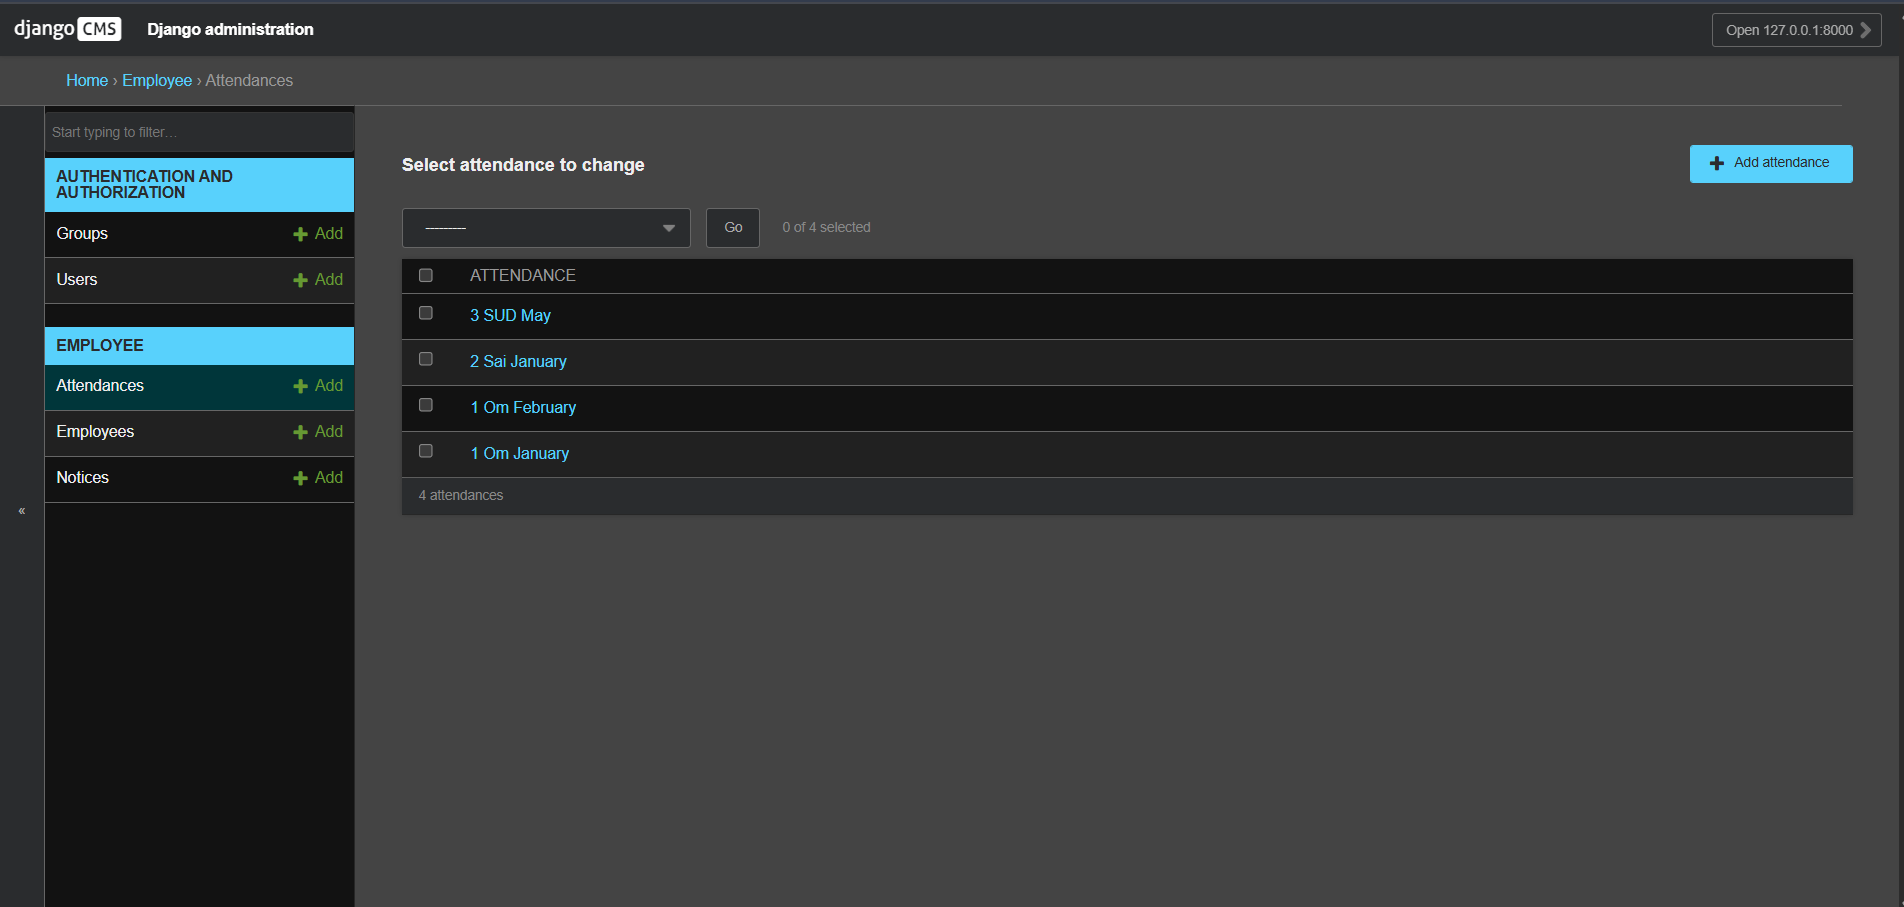 django CMS Django administration Open 127.0.0.1:8000
Home › Employee › Attendances
Start typing to filter…
AUTHENTICATION AND
AUTHORIZATION
Groups Add
Users Add
EMPLOYEE
Attendances Add
Employees Add
Notices Add
«
Select attendance to change
Add attendance
--------- Go 0 of 4 selected
ATTENDANCE
3 SUD May
2 Sai January
1 Om February
1 Om January
4 attendances